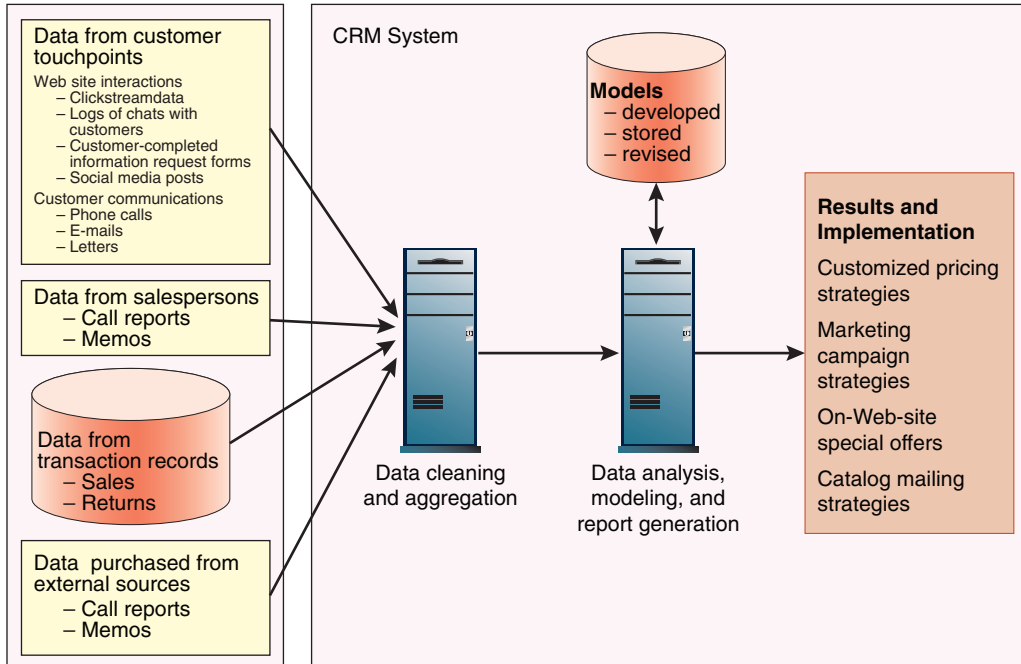 Data from customer
touchpoints
Web site interactions
– Clickstreamdata
– Logs of chats with
customers
– Customer-completed
information request forms
– Social media posts
Customer communications
– Phone calls
– E-mails
– Letters
Data from salespersons
– Call reports
– Memos
Data from
transaction records
– Sales
– Returns
Data purchased from
external sources
– Call reports
– Memos
CRM System
Models
– developed
– stored
– revised
Data cleaning
and aggregation
Data analysis,
modeling, and
report generation
Results and
Implementation
Customized pricing
strategies
Marketing
campaign
strategies
On-Web-site
special offers
Catalog mailing
strategies